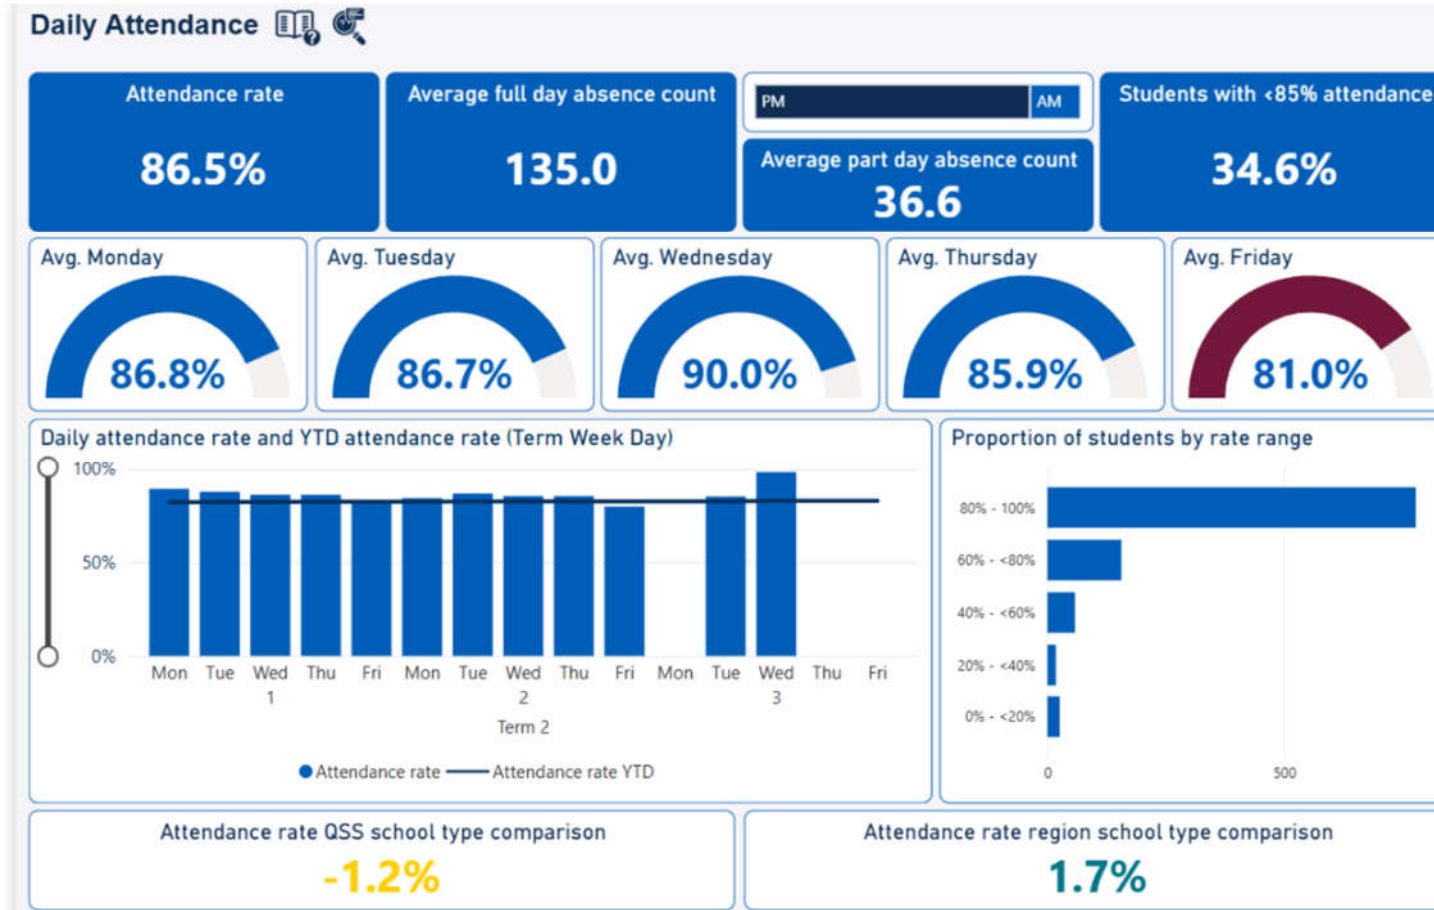 Daily Attendance
Attendance rate
86.5%
Average full day absence count
135.0
PM AM
Average part day absence count
36.6
Students with <85% attendance
34.6%
Avg. Monday
86.8%
Avg. Tuesday
86.7%
Avg. Wednesday
90.0%
Avg. Thursday
85.9%
Avg. Friday
81.0%
Daily attendance rate and YTD attendance rate (Term Week Day)
100%
50%
0%
Mon Tue Wed Thu Fri Mon Tue Wed Thu Fri Mon Tue Wed Thu Fri
1 2 3
Term 2
Attendance rate Attendance rate YTD
Proportion of students by rate range
80% - 100%
60% - <80%
40% - <60%
20% - <40%
0% - <20%
0 500
Attendance rate QSS school type comparison
-1.2%
Attendance rate region school type comparison
1.7%